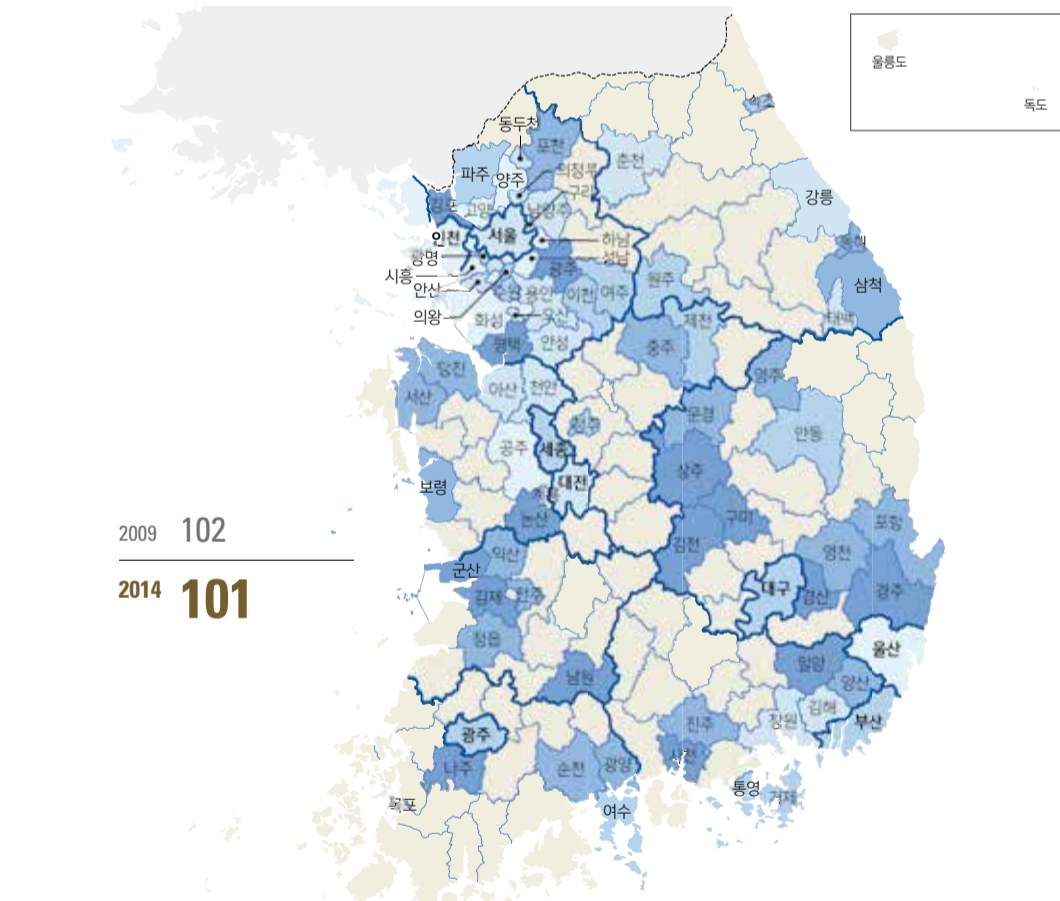 울릉도
독도
속초
동두천
포천
파주
양주
의정부
춘천
구리
김포
고양
남양주
강릉
인천
서울
하남
동해
광명
성남
시흥
광주
안산
수원
용인
이천
여주
원주
삼척
의왕
화성
오산
제천
태백
평택
안성
충주
당진
영주
서산
아산
천안
문경
청주
안동
공주
세종
상주
보령
대전
계룡
논산
구미
포항
2009 102
익산
김천
영천
군산
2014 101
김제
전주
대구
경산
경주
정읍
울산
남원
밀양
양산
진주
창원
김해
부산
광주
나주
순천
광양
사천
목포
여수
통영
거제